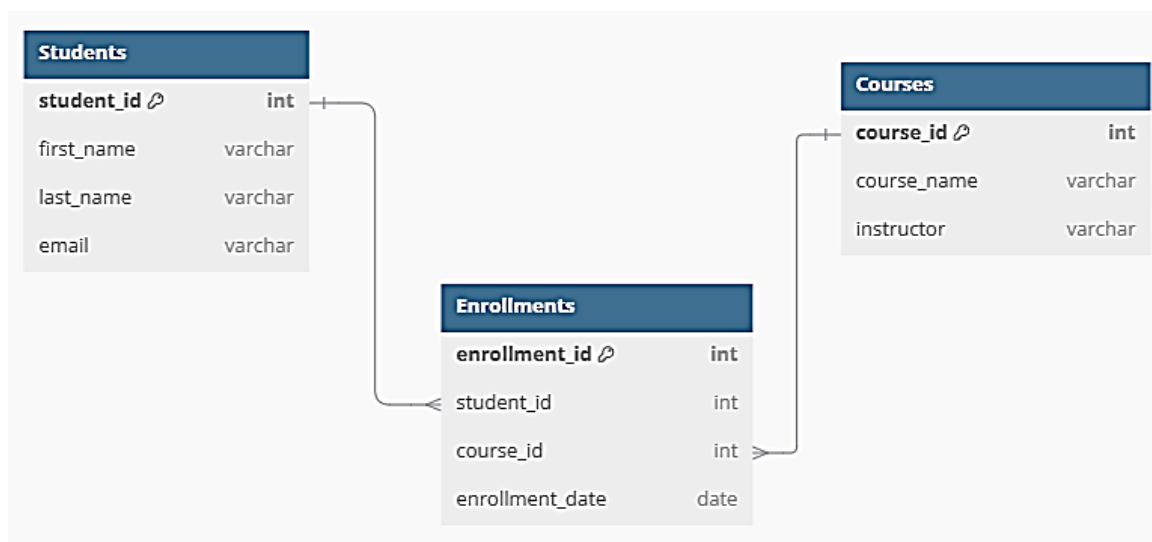 Students
student_id int
first_name varchar
last_name varchar
email varchar
Courses
course_id int
course_name varchar
instructor varchar
Enrollments
enrollment_id int
student_id int
course_id int
enrollment_date date